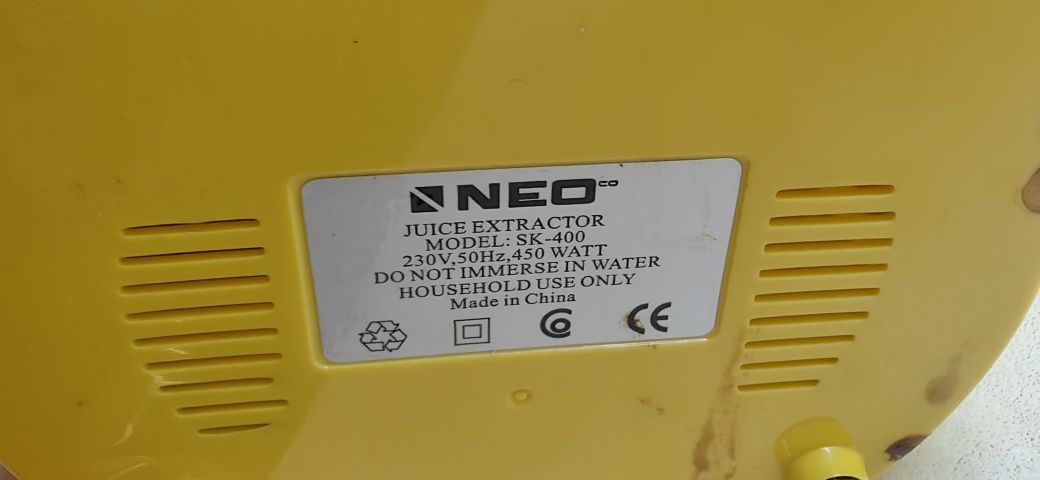 NEO CO
JUICE EXTRACTOR
MODEL: SK-400
230V,50Hz,450 WATT
DO NOT IMMERSE IN WATER
HOUSEHOLD USE ONLY
Made in China
CE